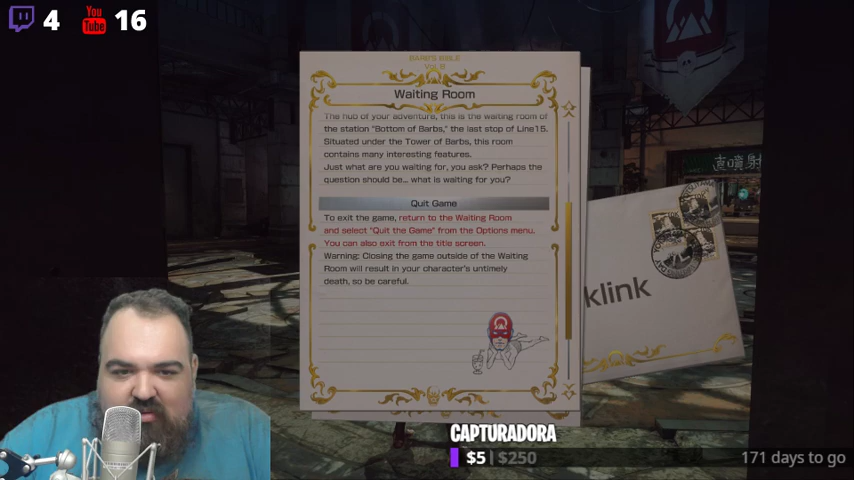 4
You
Tube
16
BARB'S BIBLE
Vol.
Waiting Room
The hub of your adventure, this is the waiting room of
the station "Bottom of Barbs," the last stop of Line15.
Situated under the Tower of Barbs, this room
contains many interesting features.
Just what are you waiting for, you ask? Perhaps the
question should be... what is waiting for you?
Quit Game
To exit the game, return to the Waiting Room
and select "Quit the Game" from the Options menu.
You can also exit from the title screen.
Warning: Closing the game outside of the Waiting
Room will result in your character's untimely
death, so be careful.
klink
CAPTURADORA
$5 | $250
171 days to go